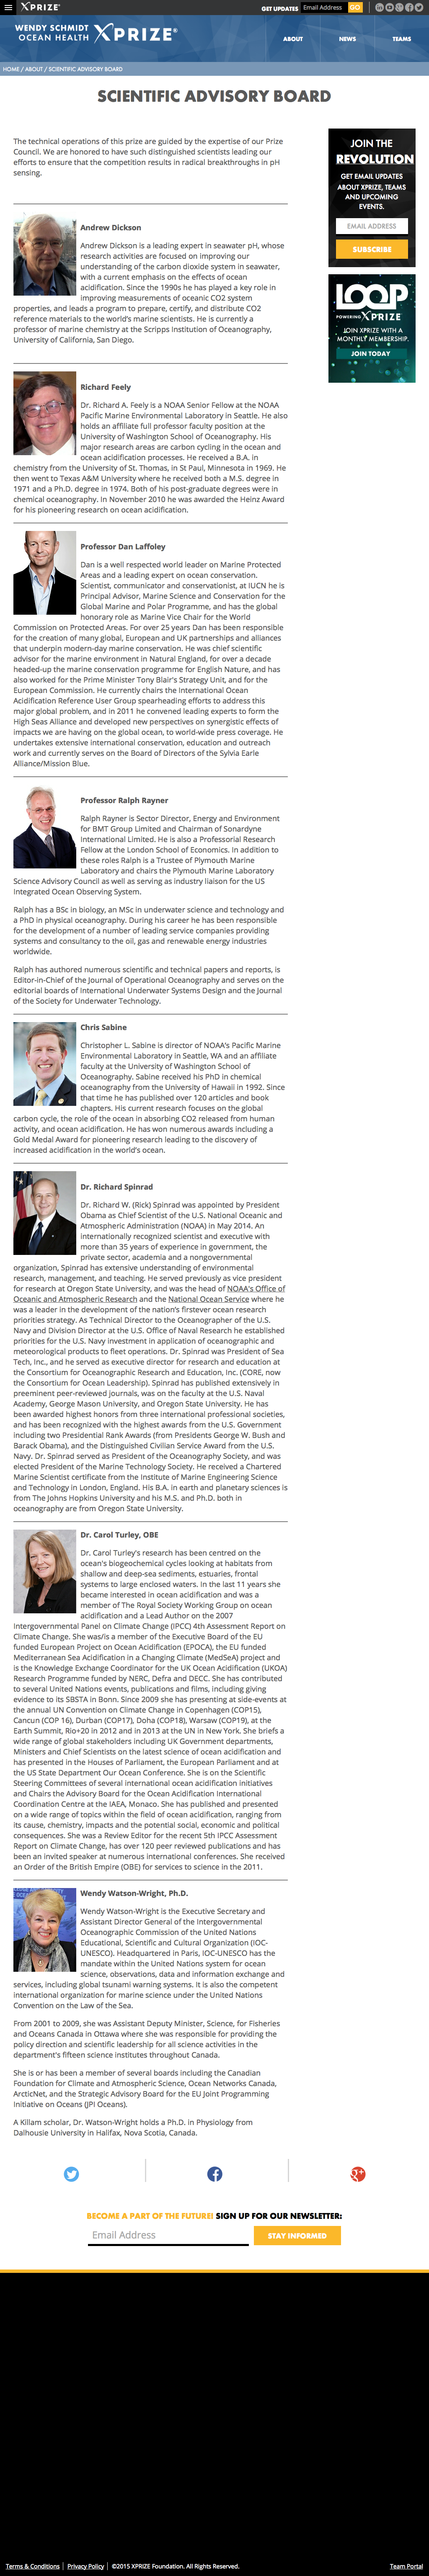 XPRIZE®
GET UPDATES
Email Address
GO
WENDY SCHMIDT
OCEAN HEALTH XPRIZE®
ABOUT
NEWS
TEAMS
HOME / ABOUT / SCIENTIFIC ADVISORY BOARD
SCIENTIFIC ADVISORY BOARD
The technical operations of this prize are guided by the expertise of our Prize
Council. We are honored to have such distinguished scientists leading our
efforts to ensure that the competition results in radical breakthroughs in pH
sensing.
Andrew Dickson
Andrew Dickson is a leading expert in seawater pH, whose
research activities are focused on improving our
understanding of the carbon dioxide system in seawater,
with a current emphasis on the effects of ocean
acidification. Since the 1990s he has played a key role in
improving measurements of oceanic CO2 system
properties, and leads a program to prepare, certify, and distribute CO2
reference materials to the world's marine scientists. He is currently a
professor of marine chemistry at the Scripps Institution of Oceanography,
University of California, San Diego.
Richard Feely
Dr. Richard A. Feely is a NOAA Senior Fellow at the NOAA
Pacific Marine Environmental Laboratory in Seattle. He also
holds an affiliate full professor faculty position at the
University of Washington School of Oceanography. His
major research areas are carbon cycling in the ocean and
ocean acidification processes. He received a B.A. in
chemistry from the University of St. Thomas, in St Paul, Minnesota in 1969. He
then went to Texas A&M University where he received both a M.S. degree in
1971 and a Ph.D. degree in 1974. Both of his post-graduate degrees were in
chemical oceanography. In November 2010 he was awarded the Heinz Award
for his pioneering research on ocean acidification.
Professor Dan Laffoley
Dan is a well respected world leader on Marine Protected
Areas and a leading expert on ocean conservation.
Scientist, communicator and conservationist, at IUCN he is
Principal Advisor, Marine Science and Conservation for the
Global Marine and Polar Programme, and has the global
honorary role as Marine Vice Chair for the World
Commission on Protected Areas. For over 25 years Dan has been responsible
for the creation of many global, European and UK partnerships and alliances
that underpin modern-day marine conservation. He was chief scientific
advisor for the marine environment in Natural England, for over a decade
headed-up the marine conservation programme for English Nature, and has
also worked for the Prime Minister Tony Blair's Strategy Unit, and for the
European Commission. He currently chairs the International Ocean
Acidification Reference User Group spearheading efforts to address this
major global problem, and in 2011 he convened leading experts to form the
High Seas Alliance and developed new perspectives on synergistic effects of
impacts we are having on the global ocean, to world-wide press coverage. He
undertakes extensive international conservation, education and outreach
work and currently serves on the Board of Directors of the Sylvia Earle
Alliance/Mission Blue.
Professor Ralph Rayner
Ralph Rayner is Sector Director, Energy and Environment
for BMT Group Limited and Chairman of Sonardyne
International Limited. He is also a Professorial Research
Fellow at the London School of Economics. In addition to
these roles Ralph is a Trustee of Plymouth Marine
Laboratory and chairs the Plymouth Marine Laboratory
Science Advisory Council as well as serving as industry liaison for the US
Integrated Ocean Observing System.
Ralph has a BSc in biology, an MSc in underwater science and technology and
a PhD in physical oceanography. During his career he has been responsible
for the development of a number of leading service companies providing
systems and consultancy to the oil, gas and renewable energy industries
worldwide.
Ralph has authored numerous scientific and technical papers and reports, is
Editor-in-Chief of the Journal of Operational Oceanography and serves on the
editorial boards of International Underwater Systems Design and the Journal
of the Society for Underwater Technology.
Chris Sabine
Christopher L. Sabine is director of NOAA's Pacific Marine
Environmental Laboratory in Seattle, WA and an affiliate
faculty at the University of Washington School of
Oceanography. Sabine received his PhD in chemical
oceanography from the University of Hawaii in 1992. Since
that time he has published over 120 articles and book
chapters. His current research focuses on the global
carbon cycle, the role of the ocean in absorbing CO2 released from human
activity, and ocean acidification. He has won numerous awards including a
Gold Medal Award for pioneering research leading to the discovery of
increased acidification in the world's ocean.
Dr. Richard Spinrad
Dr. Richard W. (Rick) Spinrad was appointed by President
Obama as Chief Scientist of the U.S. National Oceanic and
Atmospheric Administration (NOAA) in May 2014. An
internationally recognized scientist and executive with
more than 35 years of experience in government, the
private sector, academia and a nongovernmental
organization, Spinrad has extensive understanding of environmental
research, management, and teaching. He served previously as vice president
for research at Oregon State University, and was the head of NOAA's Office of
Oceanic and Atmospheric Research and the National Ocean Service where he
was a leader in the development of the nation's firstever ocean research
priorities strategy. As Technical Director to the Oceanographer of the U.S.
Navy and Division Director at the U.S. Office of Naval Research he established
priorities for the U.S. Navy investment in application of oceanographic and
meteorological products to fleet operations. Dr. Spinrad was President of Sea
Tech, Inc., and he served as executive director for research and education at
the Consortium for Oceanographic Research and Education, Inc. (CORE, now
the Consortium for Ocean Leadership). Spinrad has published extensively in
preeminent peer-reviewed journals, was on the faculty at the U.S. Naval
Academy, George Mason University, and Oregon State University. He has
been awarded highest honors from three international professional societies,
and has been recognized with the highest awards from the U.S. Government
including two Presidential Rank Awards (from Presidents George W. Bush and
Barack Obama), and the Distinguished Civilian Service Award from the U.S.
Navy. Dr. Spinrad served as President of the Oceanography Society, and was
elected President of the Marine Technology Society. He received a Chartered
Marine Scientist certificate from the Institute of Marine Engineering Science
and Technology in London, England. His B.A. in earth and planetary sciences is
from The Johns Hopkins University and his M.S. and Ph.D. both in
oceanography are from Oregon State University.
Dr. Carol Turley, OBE
Dr. Carol Turley's research has been centred on the
ocean's biogeochemical cycles looking at habitats from
shallow and deep-sea sediments, estuaries, frontal
systems to large enclosed waters. In the last 11 years she
became interested in ocean acidification and was a
member of The Royal Society Working Group on ocean
acidification and a Lead Author on the 2007
Intergovernmental Panel on Climate Change (IPCC) 4th Assessment Report on
Climate Change. She was/is a member of the Executive Board of the EU
funded European Project on Ocean Acidification (EPOCA), the EU funded
Mediterranean Sea Acidification in a Changing Climate (MedSeA) project and
is the Knowledge Exchange Coordinator for the UK Ocean Acidification (UKOA)
Research Programme funded by NERC, Defra and DECC. She has contributed
to several United Nations events, publications and films, including giving
evidence to its SBSTA in Bonn. Since 2009 she has presenting at side-events at
the annual UN Convention on Climate Change in Copenhagen (COP15),
Cancun (COP 16), Durban (COP17), Doha (COP18), Warsaw (COP19), at the
Earth Summit, Rio+20 in 2012 and in 2013 at the UN in New York. She briefs a
wide range of global stakeholders including UK Government departments,
Ministers and Chief Scientists on the latest science of ocean acidification and
has presented in the Houses of Parliament, the European Parliament and at
the US State Department Our Ocean Conference. She is on the Scientific
Steering Committees of several international ocean acidification initiatives
and Chairs the Advisory Board for the Ocean Acidification International
Coordination Centre at the IAEA, Monaco. She has published and presented
on a wide range of topics within the field of ocean acidification, ranging from
its cause, chemistry, impacts and the potential social, economic and political
consequences. She was a Review Editor for the recent 5th IPCC Assessment
Report on Climate Change, has over 120 peer reviewed publications and has
been an invited speaker at numerous international conferences. She received
an Order of the British Empire (OBE) for services to science in the 2011.
Wendy Watson-Wright, Ph.D.
Wendy Watson-Wright is the Executive Secretary and
Assistant Director General of the Intergovernmental
Oceanographic Commission of the United Nations
Educational, Scientific and Cultural Organization (IOC-
UNESCO). Headquartered in Paris, IOC-UNESCO has the
mandate within the United Nations system for ocean
science, observations, data and information exchange and
services, including global tsunami warning systems. It is also the competent
international organization for marine science under the United Nations
Convention on the Law of the Sea.
From 2001 to 2009, she was Assistant Deputy Minister, Science, for Fisheries
and Oceans Canada in Ottawa where she was responsible for providing the
policy direction and scientific leadership for all science activities in the
department's fifteen science institutes throughout Canada.
She is or has been a member of several boards including the Canadian
Foundation for Climate and Atmospheric Science, Ocean Networks Canada,
ArcticNet, and the Strategic Advisory Board for the EU Joint Programming
Initiative on Oceans (JPI Oceans).
A Killam scholar, Dr. Watson-Wright holds a Ph.D. in Physiology from
Dalhousie University in Halifax, Nova Scotia, Canada.
JOIN THE
REVOLUTION
GET EMAIL UPDATES
ABOUT XPRIZE, TEAMS
AND UPCOMING
EVENTS.
EMAIL ADDRESS
SUBSCRIBE
LOOP
POWERING XPRIZE
JOIN XPRIZE WITH A
MONTHLY MEMBERSHIP.
JOIN TODAY
BECOME A PART OF THE FUTURE! SIGN UP FOR OUR NEWSLETTER:
Email Address
STAY INFORMED
Terms & Conditions
Privacy Policy
©2015 XPRIZE Foundation. All Rights Reserved.
Team Portal